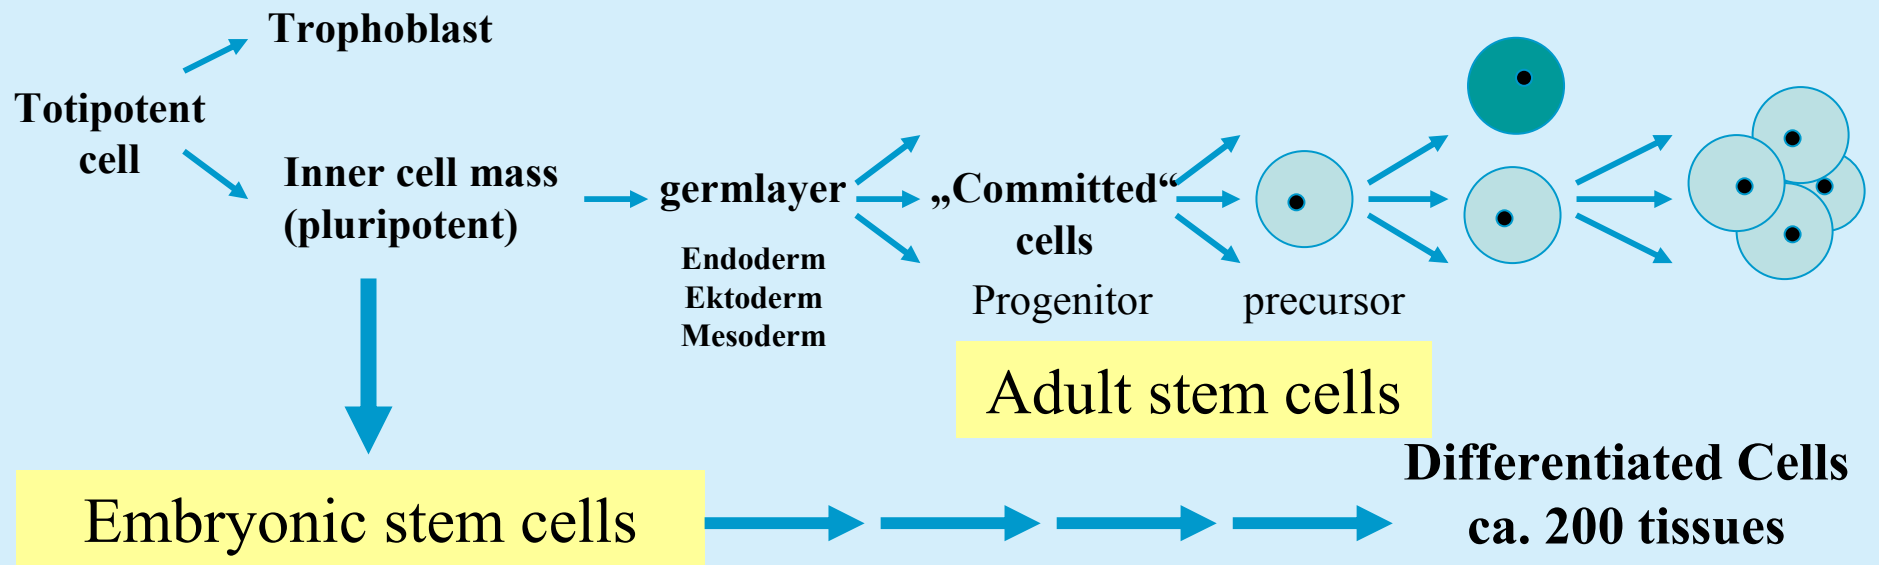 Trophoblast
Totipotent
cell
Inner cell mass
(pluripotent)
germlayer
Endoderm
Ektoderm
Mesoderm
„Committed“
cells
Progenitor
precursor
Adult stem cells
Embryonic stem cells
Differentiated Cells
ca. 200 tissues